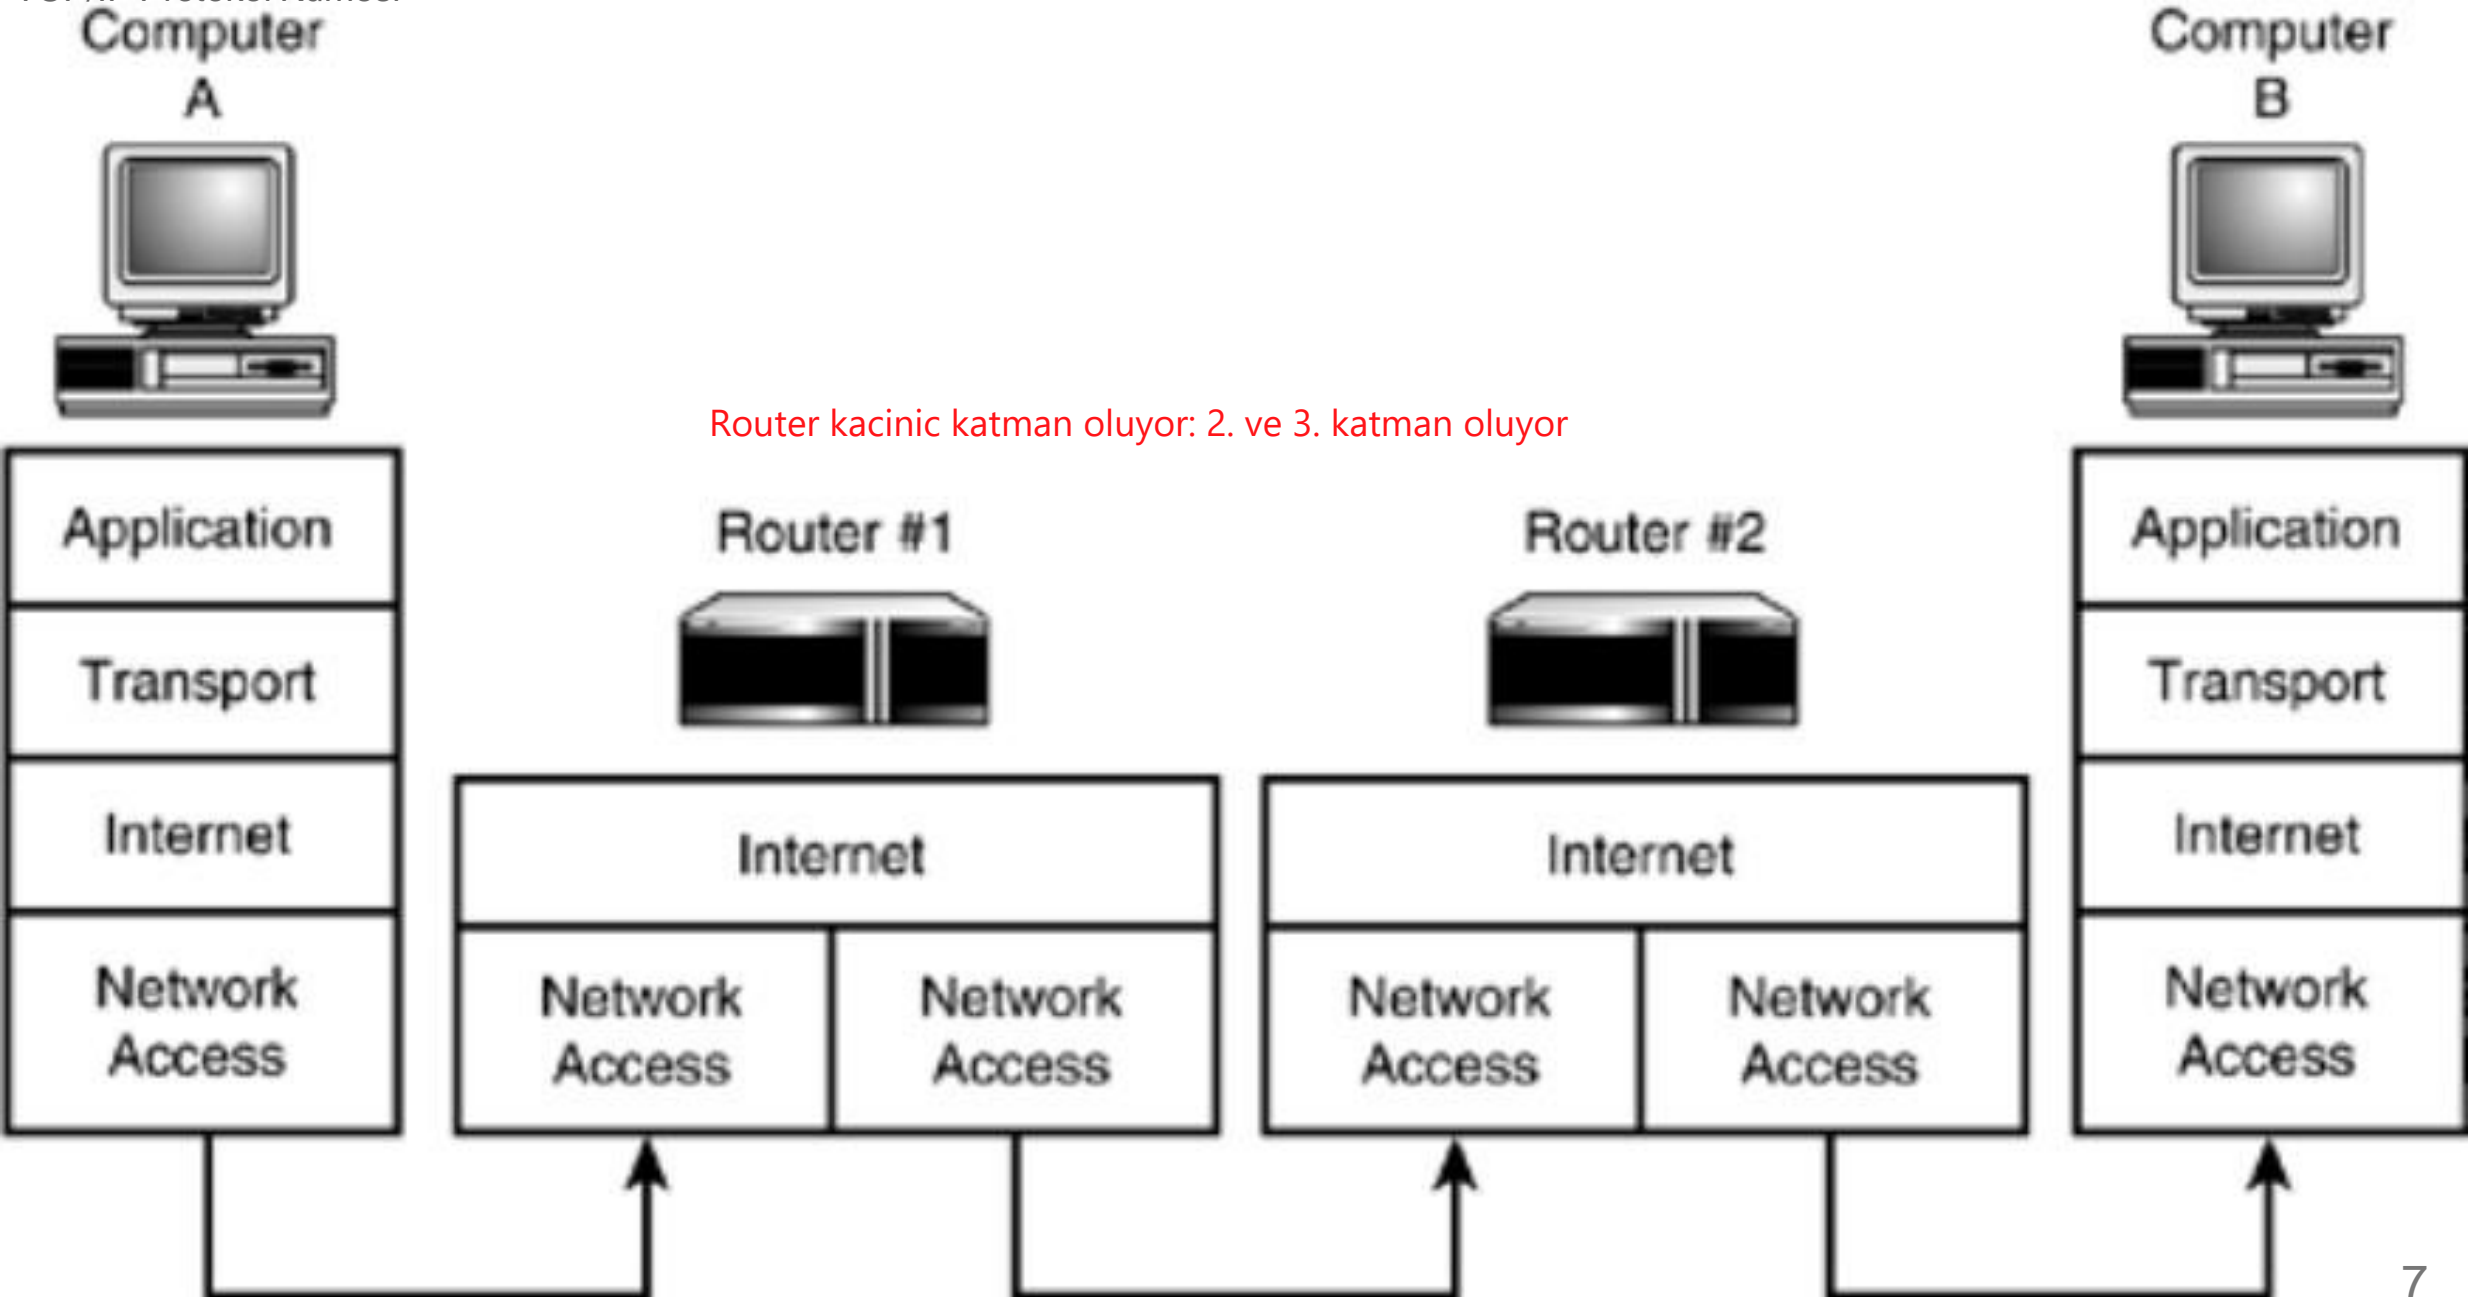 Computer
A
Computer
B
Router kacinic katman oluyor: 2. ve 3. katman oluyor
Router #1
Router #2
Application
Transport
Internet
Network
Access
Internet
Network
Access
Network
Access
Internet
Network
Access
Network
Access
Application
Transport
Internet
Network
Access
7